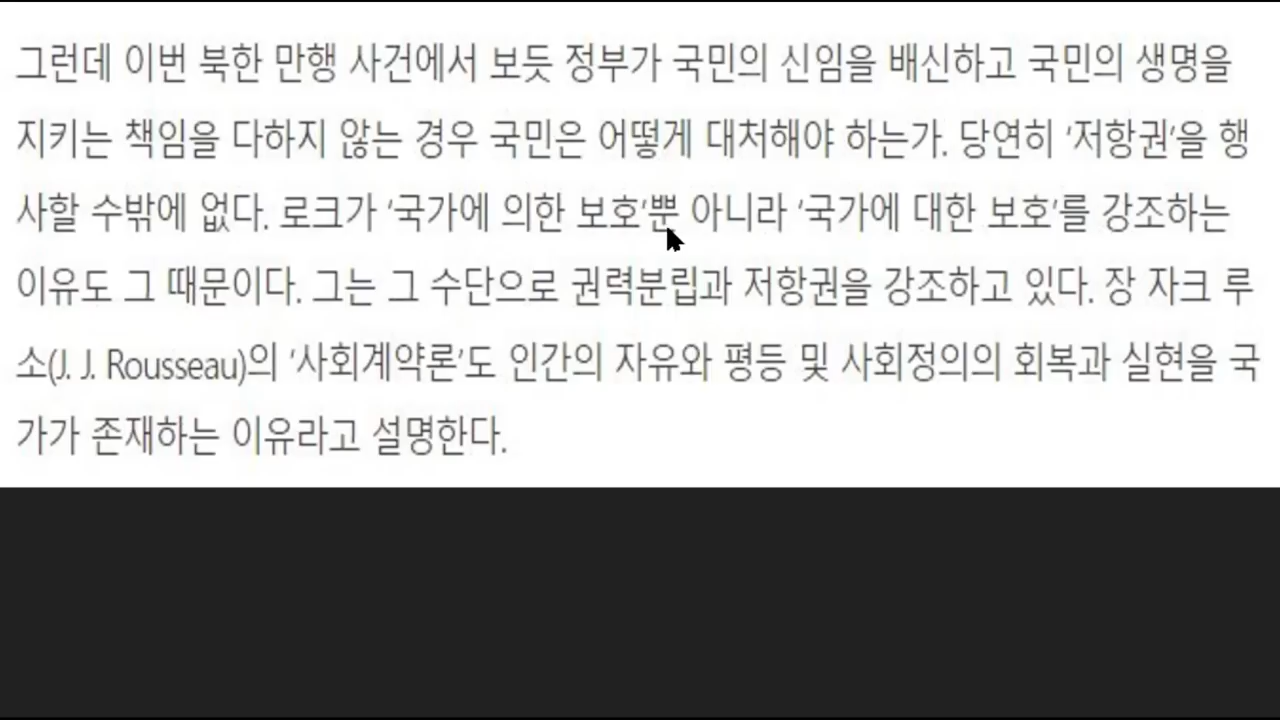 그런데 이번 북한 만행 사건에서 보듯 정부가 국민의 신임을 배신하고 국민의 생명을
지키는 책임을 다하지 않는 경우 국민은 어떻게 대처해야 하는가. 당연히 ‘저항권’을 행
사할 수밖에 없다. 로크가 ‘국가에 의한 보호’뿐 아니라 ‘국가에 대한 보호’를 강조하는
이유도 그 때문이다. 그는 그 수단으로 권력분립과 저항권을 강조하고 있다. 장 자크 루
소(J. J. Rousseau)의 ‘사회계약론’도 인간의 자유와 평등 및 사회정의의 회복과 실현을 국
가가 존재하는 이유라고 설명한다.